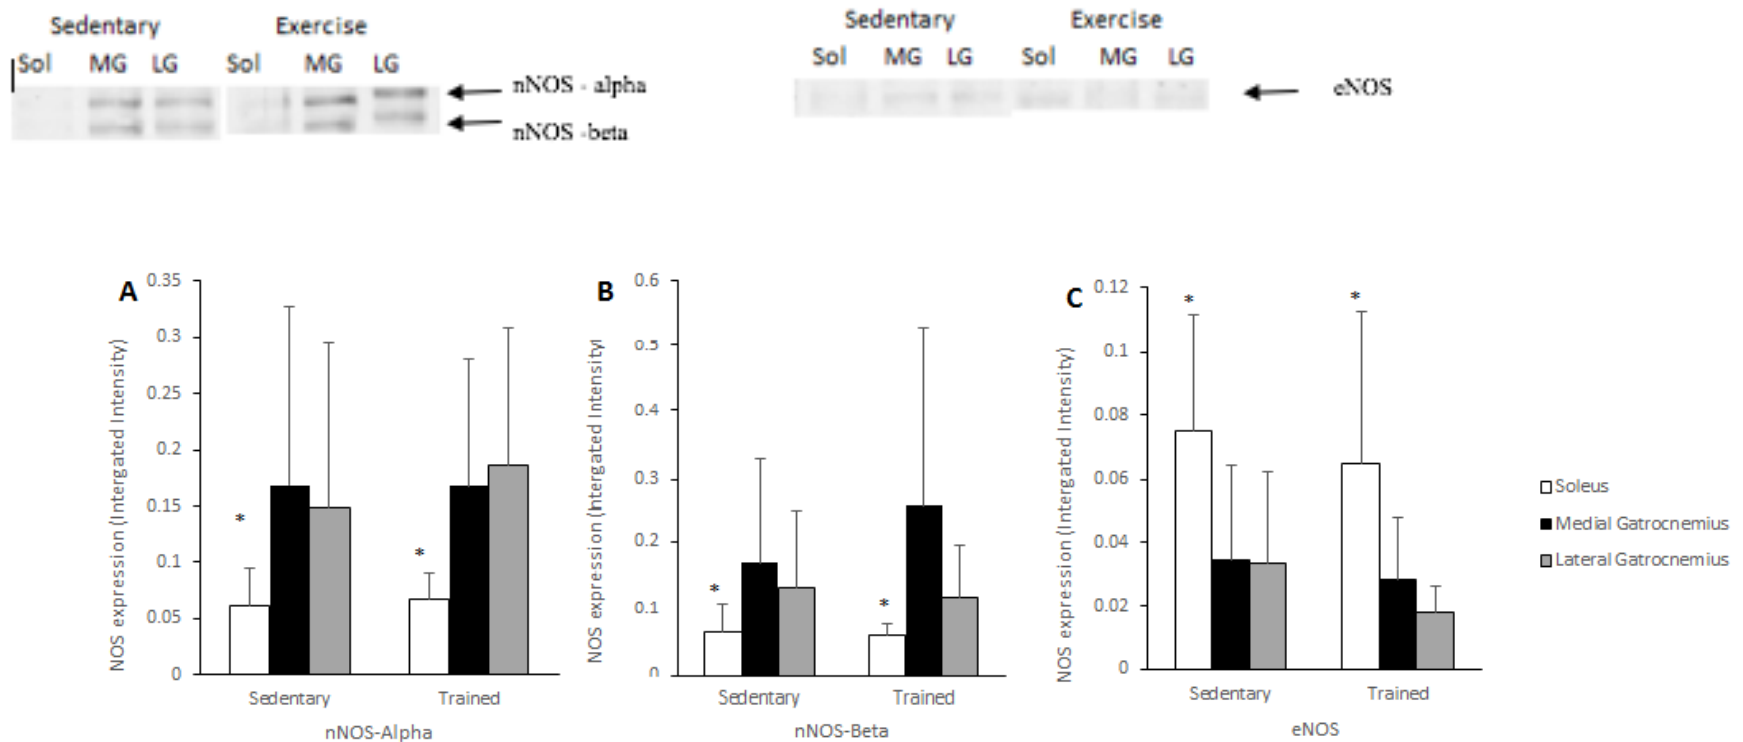 Sedentary Exercise
Sol MG LG Sol MG LG
nNOS - alpha
nNOS -beta
Sedentary Exercise
Sol MG LG Sol MG LG
eNOS
A
NOS expression (Intergated Intensity)
0.35
0.3
0.25
0.2
0.15
0.1
0.05
0
*
*
Sedentary Trained
nNOS-Alpha
B
NOS expression (Intergated Intensity)
0.6
0.5
0.4
0.3
0.2
0.1
0
*
*
Sedentary Trained
nNOS-Beta
C
NOS expression (Intergated Intensity)
0.12
0.1
0.08
0.06
0.04
0.02
0
*
*
Sedentary Trained
eNOS
Soleus
Medial Gatrocnemius
Lateral Gatrocnemius